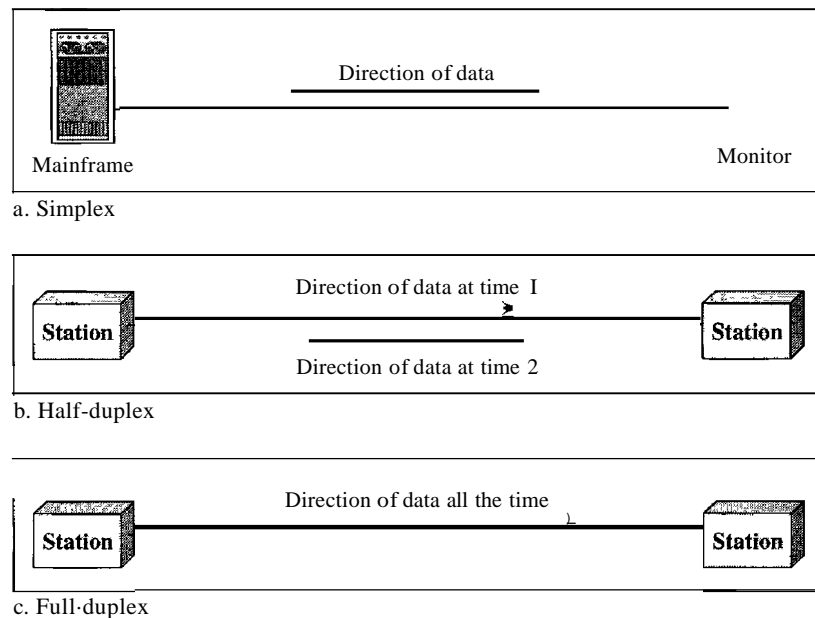 Direction of data
Mainframe
Monitor
a. Simplex
Direction of data at time I
Station
Station
Direction of data at time 2
b. Half-duplex
Direction of data all the time
Station
Station
c. Full·duplex